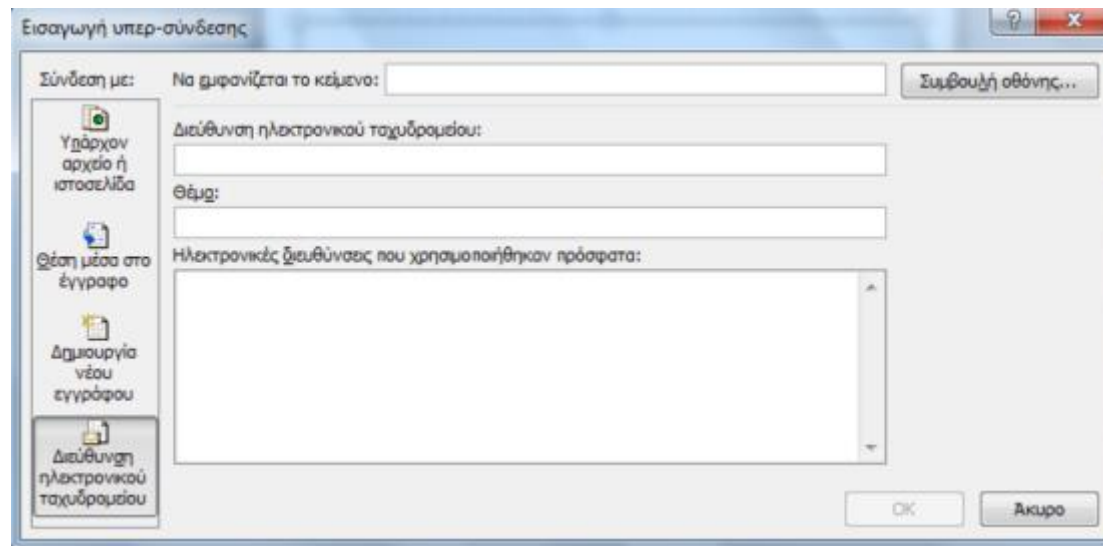 Εισαγωγή υπερ-σύνδεσης
Σύνδεση με:
Να εμφανίζεται το κείμενο:
Συμβουλή οθόνης...
Υπάρχον
αρχείο ή
ιστοσελίδα
Θέση μέσα στο
έγγραφο
Δημιουργία
νέου
εγγράφου
Διεύθυνση
ηλεκτρονικού
ταχυδρομείου
Διεύθυνση ηλεκτρονικού ταχυδρομείου:
Θέμα:
Ηλεκτρονικές διευθύνσεις που χρησιμοποιήθηκαν πρόσφατα:
OK
Άκυρο